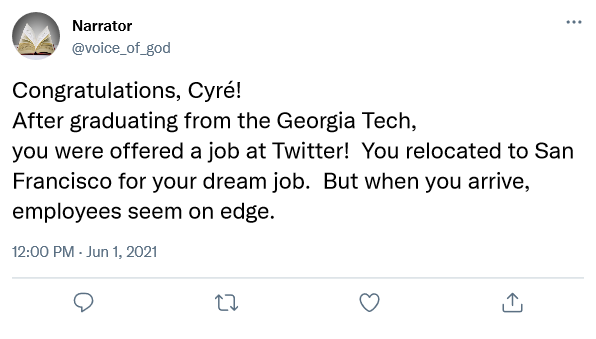 Narrator
@voice_of_god
Congratulations, Cyré!
After graduating from the Georgia Tech,
you were offered a job at Twitter!  You relocated to San
Francisco for your dream job.  But when you arrive,
employees seem on edge.
12:00 PM · Jun 1, 2021